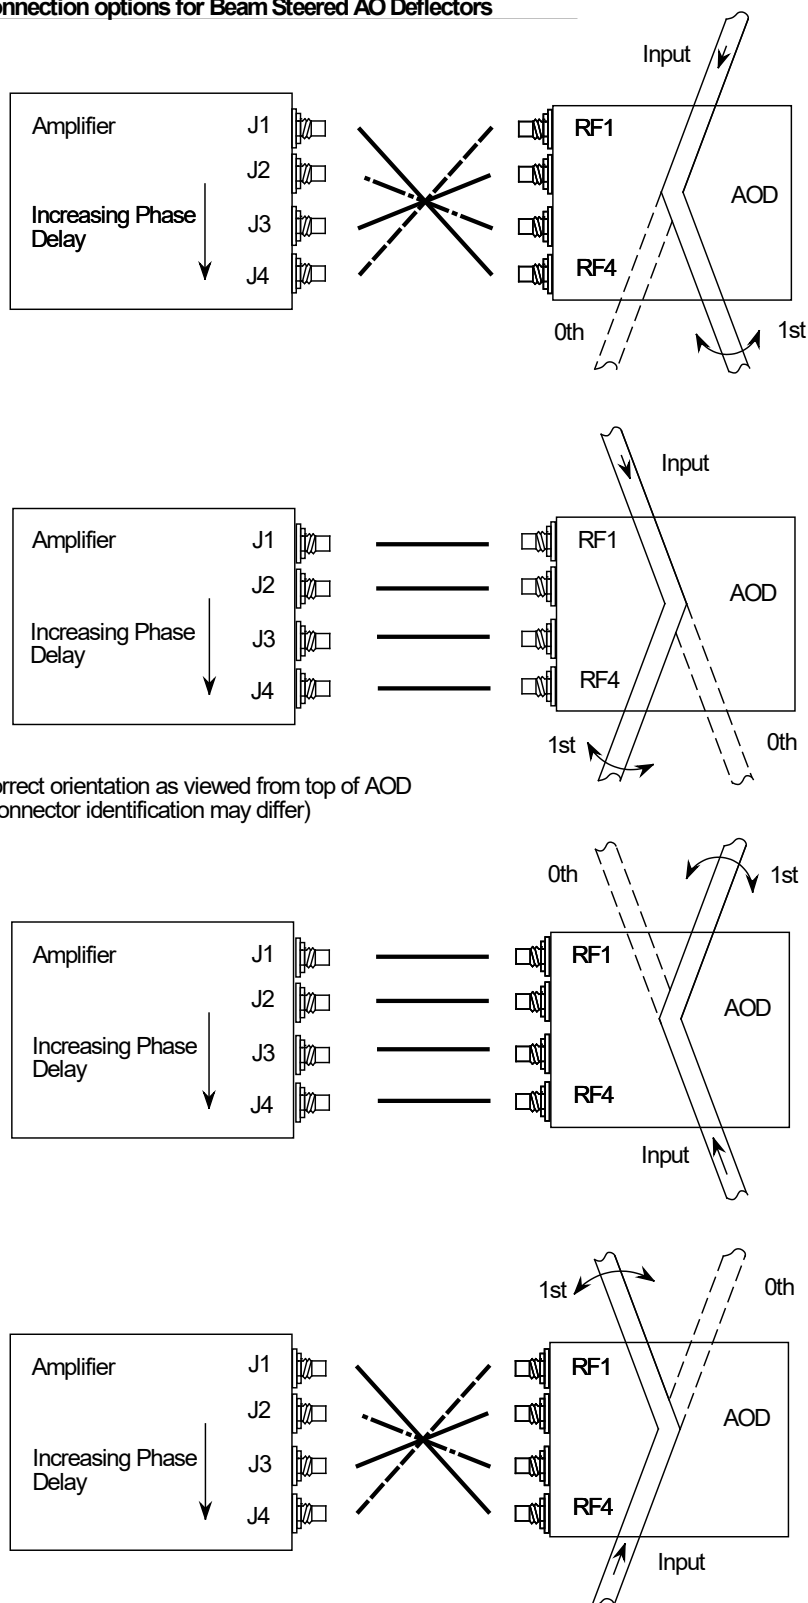 onnection options for Beam Steered AO Deflectors
Input
Amplifier
J1
RF1
J2
AOD
Increasing Phase
Delay
J3
J4
RF4
0th
1st
Input
Amplifier
J1
RF1
J2
AOD
Increasing Phase
Delay
J3
J4
RF4
1st
0th
orrect orientation as viewed from top of AOD
onnector identification may differ)
0th
1st
Amplifier
J1
RF1
J2
AOD
Increasing Phase
Delay
J3
J4
RF4
Input
1st
0th
Amplifier
J1
RF1
J2
AOD
Increasing Phase
Delay
J3
J4
RF4
Input